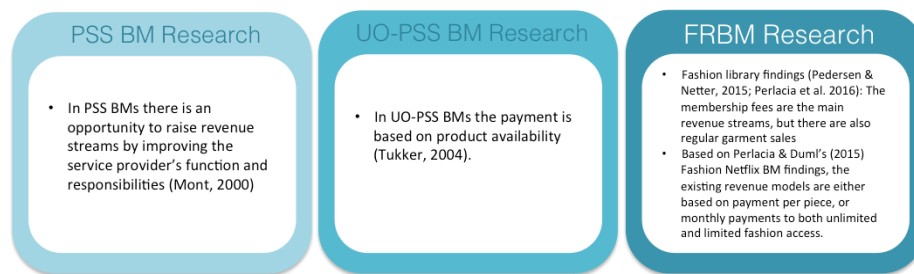 PSS BM Research
• In PSS BMs there is an
opportunity to raise revenue
streams by improving the
service provider's function and
responsibilities (Mont, 2000)
UO-PSS BM Research
• In UO-PSS BMs the payment is
based on product availability
(Tukker, 2004).
FRBM Research
• Fashion library findings (Pedersen &
Netter, 2015; Perlacia et al. 2016): The
membership fees are the main
revenue streams, but there are also
regular garment sales
• Based on Perlacia & Duml's (2015)
Fashion Netflix BM findings, the
existing revenue models are either
based on payment per piece, or
monthly payments to both unlimited
and limited fashion access.